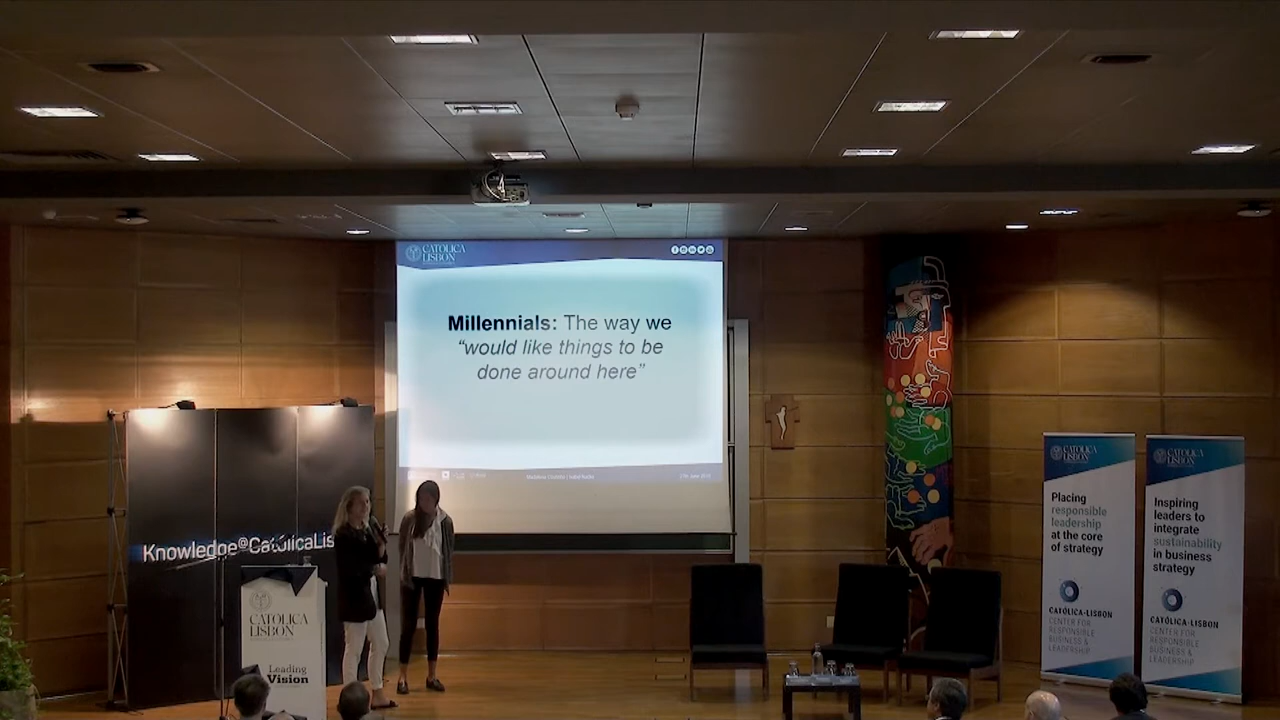 CATÓLICA
LISBON
Millennials: The way we
“would like things to be
done around here”
Knowledge@CatólicaLis
CATÓLICA
LISBON
Leading
Vision
CATÓLICA
LISBON
Placing
responsible
leadership
at the core
of strategy
CATÓLICA-LISBON
CENTER FOR
RESPONSIBLE
BUSINESS &
LEADERSHIP
CATÓLICA
LISBON
Inspiring
leaders to
integrate
sustainability
in business
strategy
CATÓLICA-LISBON
CENTER FOR
RESPONSIBLE
BUSINESS &
LEADERSHIP